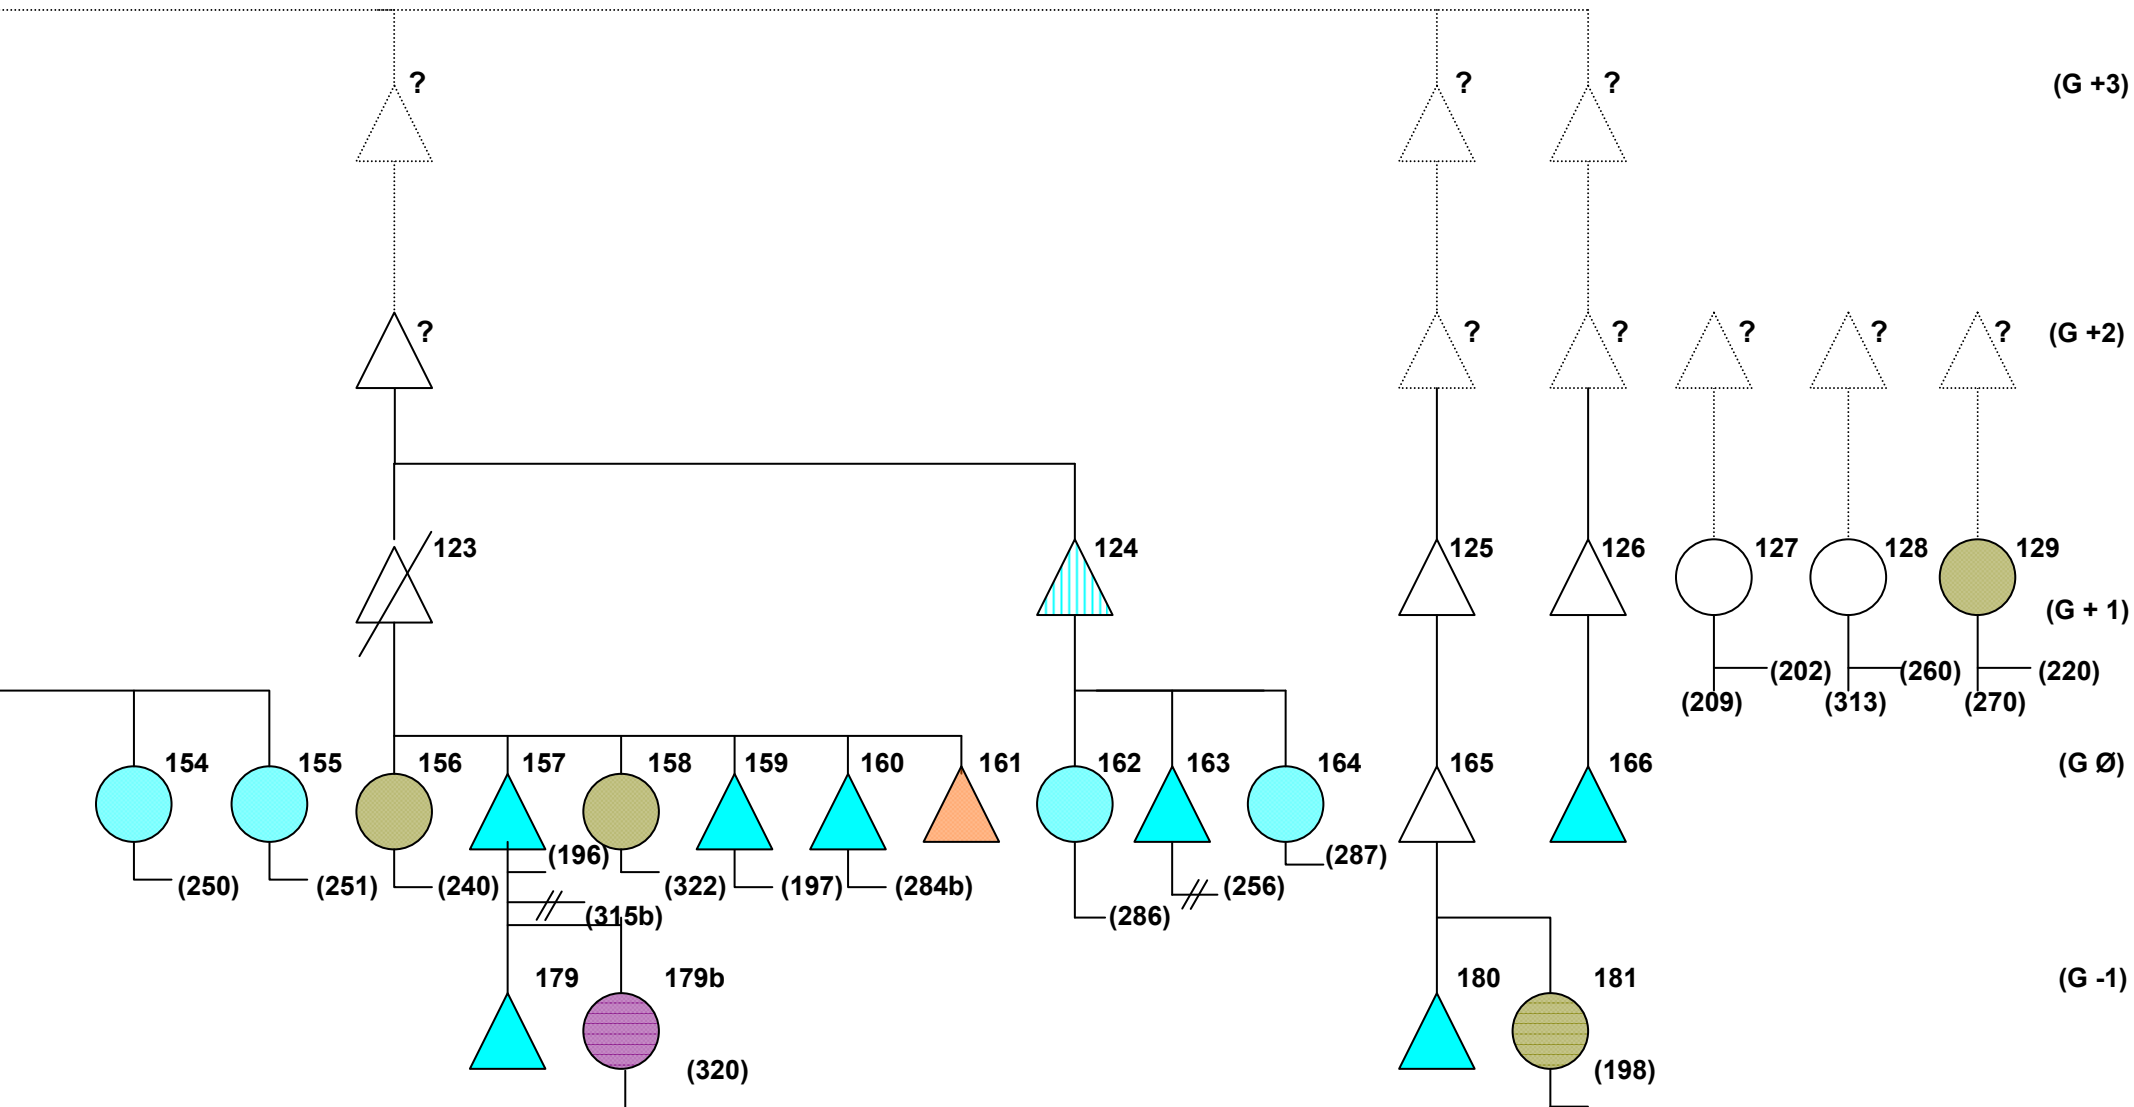 ? ? ? (G +3)
? ? ? ? ? ? (G +2)
123 124 125 126 127 128 129
(G + 1)
(202) (260) (220)
(209) (313) (270)
154 155 156 157 158 159 160 161 162 163 164 165 166 (G Ø)
(196) (287)
(250) (251) (240) (322) (197) (284b) (256)
(315b) (286)
179 179b 180 181 (G -1)
(320) (198)